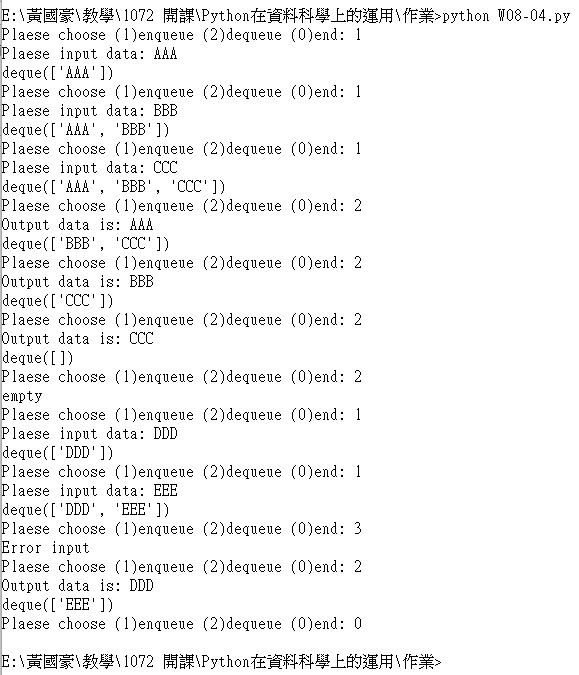 E:\黃國豪\教學\1072 開課\Python在資料科學上的運用\作業>python W08-04.py
Plaese choose (1)enqueue (2)dequeue (0)end: 1
Plaese input data: AAA
deque(['AAA'])
Plaese choose (1)enqueue (2)dequeue (0)end: 1
Plaese input data: BBB
deque(['AAA', 'BBB'])
Plaese choose (1)enqueue (2)dequeue (0)end: 1
Plaese input data: CCC
deque(['AAA', 'BBB', 'CCC'])
Plaese choose (1)enqueue (2)dequeue (0)end: 2
Output data is: AAA
deque(['BBB', 'CCC'])
Plaese choose (1)enqueue (2)dequeue (0)end: 2
Output data is: BBB
deque(['CCC'])
Plaese choose (1)enqueue (2)dequeue (0)end: 2
Output data is: CCC
deque([])
Plaese choose (1)enqueue (2)dequeue (0)end: 2
empty
Plaese choose (1)enqueue (2)dequeue (0)end: 1
Plaese input data: DDD
deque(['DDD'])
Plaese choose (1)enqueue (2)dequeue (0)end: 1
Plaese input data: EEE
deque(['DDD', 'EEE'])
Plaese choose (1)enqueue (2)dequeue (0)end: 3
Error input
Plaese choose (1)enqueue (2)dequeue (0)end: 2
Output data is: DDD
deque(['EEE'])
Plaese choose (1)enqueue (2)dequeue (0)end: 0
E:\黃國豪\教學\1072 開課\Python在資料科學上的運用\作業>